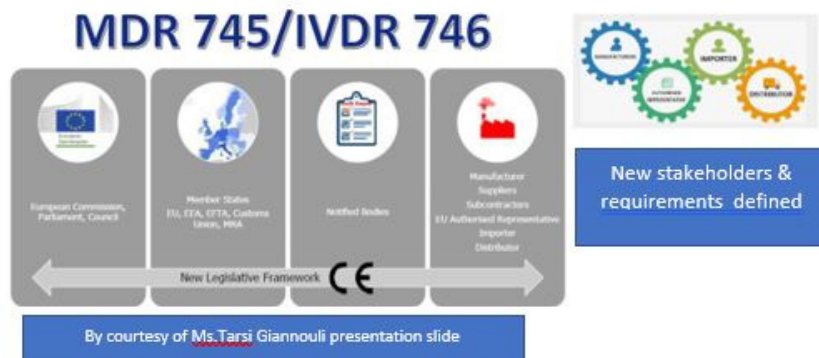 MDR 745/IVDR 746
MANUFACTURER
IMPORTER
AUTHORISED
REPRESENTATIVE
DISTRIBUTOR
European
Commission
European Commission,
Parliament, Council
Member States
EU, EEA, EFTA, Customs
Union, MRA
Notified Bodies
Manufacturer
Suppliers
Subcontractors
EU Authorised Representative
Importer
Distributor
New stakeholders &
requirements defined
New Legislative Framework CE
By courtesy of Ms.Tarsi Giannouli presentation slide